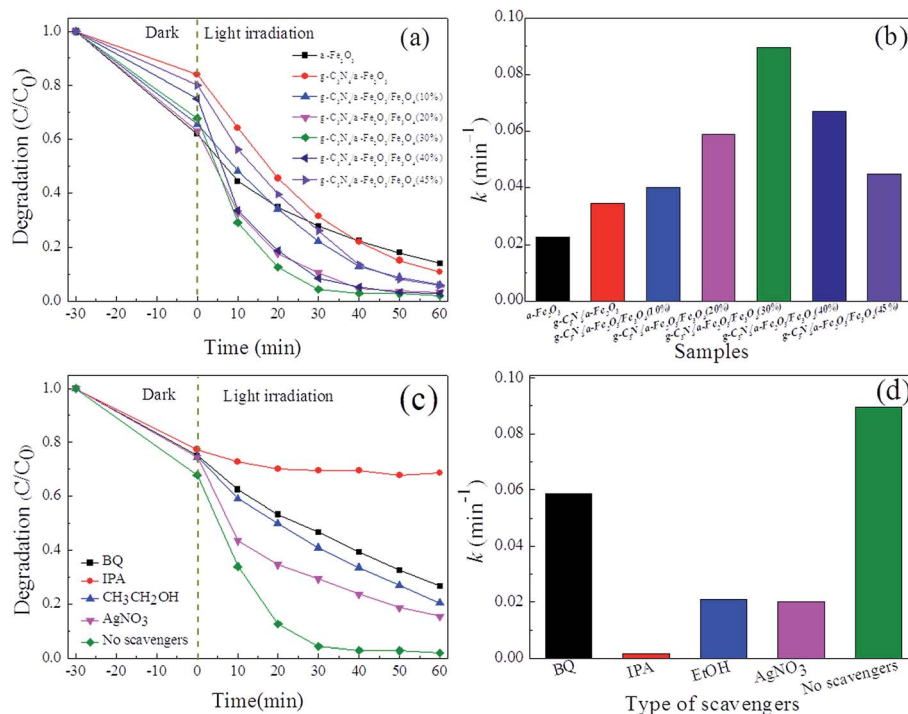 (a)
Dark
Light irradiation
a-Fe₂O₃
g-C₃N₄/a-Fe₂O₃
g-C₃N₄/a-Fe₂O₃/Fe₃O₄(10%)
g-C₃N₄/a-Fe₂O₃/Fe₃O₄(20%)
g-C₃N₄/a-Fe₂O₃/Fe₃O₄(30%)
g-C₃N₄/a-Fe₂O₃/Fe₃O₄(40%)
g-C₃N₄/a-Fe₂O₃/Fe₃O₄(45%)
Degradation (C/C₀)
1.0
0.8
0.6
0.4
0.2
0.0
-30 -20 -10 0 10 20 30 40 50 60
Time (min)
(b)
k (min⁻¹)
0.10
0.08
0.06
0.04
0.02
0.00
a-Fe₂O₃
g-C₃N₄/a-Fe₂O₃
g-C₃N₄/a-Fe₂O₃/Fe₃O₄(10%)
g-C₃N₄/a-Fe₂O₃/Fe₃O₄(20%)
g-C₃N₄/a-Fe₂O₃/Fe₃O₄(30%)
g-C₃N₄/a-Fe₂O₃/Fe₃O₄(40%)
g-C₃N₄/a-Fe₂O₃/Fe₃O₄(45%)
Samples
(c)
Dark
Light irradiation
Degradation (C/C₀)
1.0
0.8
0.6
0.4
0.2
0.0
BQ
IPA
CH3CH2OH
AgNO3
No scavengers
-30 -20 -10 0 10 20 30 40 50 60
Time(min)
(d)
k (min⁻¹)
0.10
0.08
0.06
0.04
0.02
0.00
BQ
IPA
EtOH
AgNO3
No scavengers
Type of scavengers